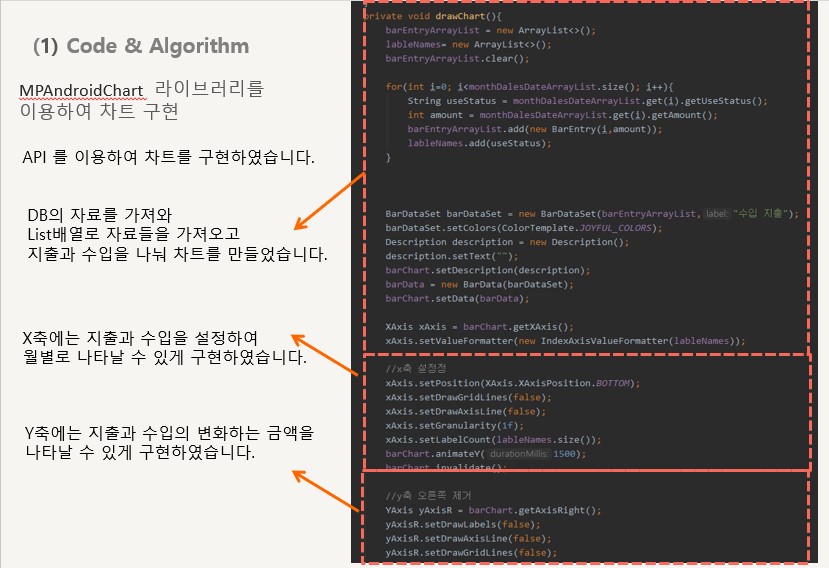 (1) Code & Algorithm
MPAndroidChart 라이브러리를
이용하여 차트 구현
API 를 이용하여 차트를 구현하였습니다.
DB의 자료를 가져와
List배열로 자료들을 가져오고
지출과 수입을 나눠 차트를 만들었습니다.
X축에는 지출과 수입을 설정하여
월별로 나타날 수 있게 구현하였습니다.
Y축에는 지출과 수입의 변화하는 금액을
나타날 수 있게 구현하였습니다.
private void drawChart(){
barEntryArrayList = new ArrayList<>();
lableNames= new ArrayList<>();
barEntryArrayList.clear();
for(int i=0; i<monthDalesDateArrayList.size(); i++){
String useStatus = monthDalesDateArrayList.get(i).getUseStatus();
int amount = monthDalesDateArrayList.get(i).getAmount();
barEntryArrayList.add(new BarEntry(i,amount));
lableNames.add(useStatus);
}
BarDataSet barDataSet = new BarDataSet(barEntryArrayList, label: "수입 지출");
barDataSet.setColors(ColorTemplate.JOYFUL_COLORS);
Description description = new Description();
description.setText("");
barChart.setDescription(description);
barData = new BarData(barDataSet);
barChart.setData(barData);
XAxis xAxis = barChart.getXAxis();
xAxis.setValueFormatter(new IndexAxisValueFormatter(lableNames));
//x축 설정정
xAxis.setPosition(XAxis.XAxisPosition.BOTTOM);
xAxis.setDrawGridLines(false);
xAxis.setDrawAxisLine(false);
xAxis.setGranularity(1f);
xAxis.setLabelCount(lableNames.size());
barChart.animateY( durationMillis: 1500);
barChart.invalidate();
//y축 오른쪽 제거
YAxis yAxisR = barChart.getAxisRight();
yAxisR.setDrawLabels(false);
yAxisR.setDrawAxisLine(false);
yAxisR.setDrawGridLines(false);